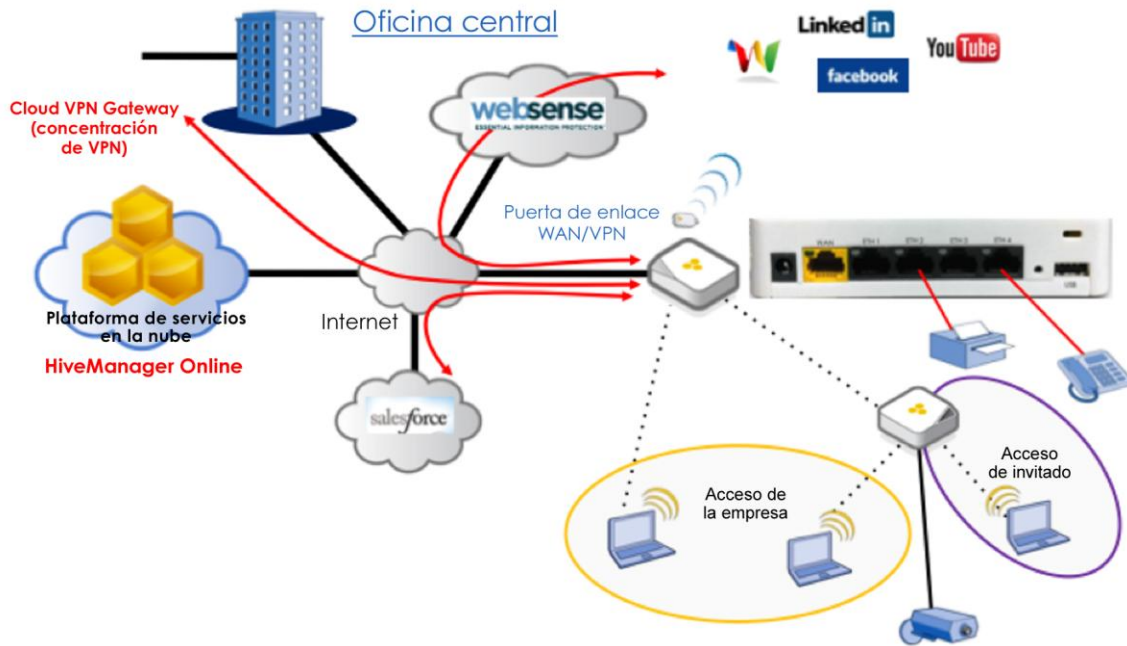 Oficina central
Linked in
You Tube
facebook
Cloud VPN Gateway
(concentración
de VPN)
websense
ESSENTIAL INFORMATION PROTECTION
Puerta de enlace
WAN/VPN
WAN
ETH 1
ETH 2
ETH 3
ETH 4
USB
Plataforma de servicios
en la nube
HiveManager Online
Internet
salesforce
Acceso de
la empresa
Acceso
de invitado